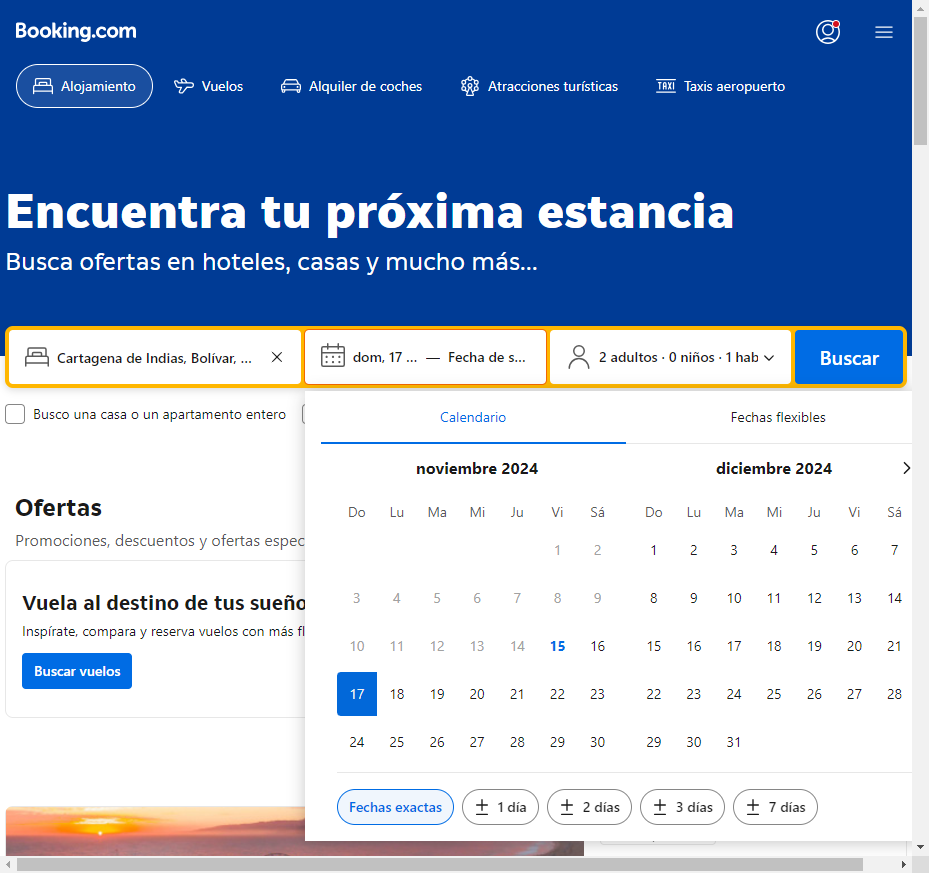 Booking.com
Alojamiento
Vuelos
Alquiler de coches
Atracciones turísticas
TAXI Taxis aeropuerto
Encuentra tu próxima estancia
Busca ofertas en hoteles, casas y mucho más...
Cartagena de Indias, Bolívar, ...
dom, 17 ... — Fecha de s...
2 adultos · 0 niños · 1 hab
Buscar
Busco una casa o un apartamento entero
Calendario Fechas flexibles
noviembre 2024
Do Lu Ma Mi Ju Vi Sá
1 2
3 4 5 6 7 8 9
10 11 12 13 14 15 16
17 18 19 20 21 22 23
24 25 26 27 28 29 30
diciembre 2024
Do Lu Ma Mi Ju Vi Sá
1 2 3 4 5 6 7
8 9 10 11 12 13 14
15 16 17 18 19 20 21
22 23 24 25 26 27 28
29 30 31
Fechas exactas ± 1 día ± 2 días ± 3 días ± 7 días
Ofertas
Promociones, descuentos y ofertas espec
Vuela al destino de tus sueño
Inspírate, compara y reserva vuelos con más fl
Buscar vuelos